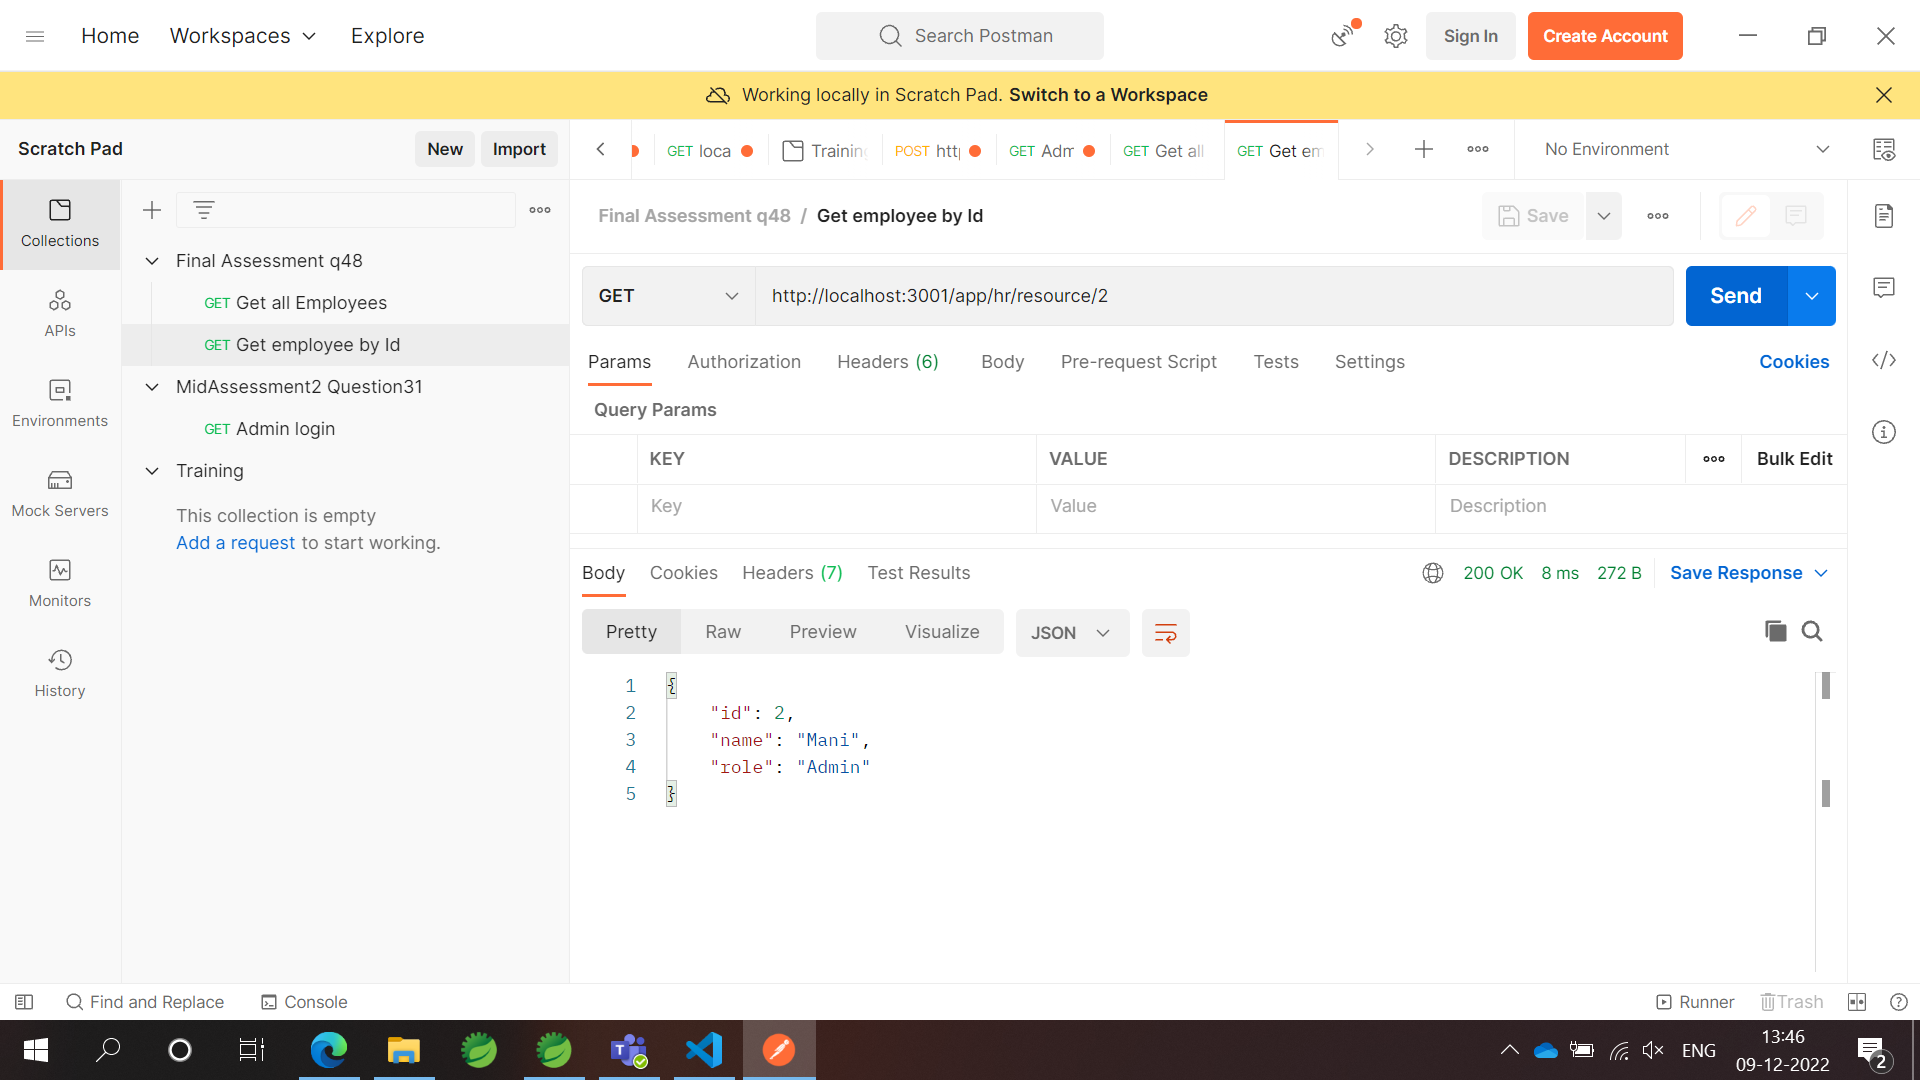 Home Workspaces Explore Search Postman Sign In Create Account
Working locally in Scratch Pad. Switch to a Workspace
Scratch Pad New Import GET loca Training POST http GET Adm GET Get all GET Get em No Environment
Final Assessment q48 / Get employee by Id Save
Collections
Final Assessment q48
GET Get all Employees
GET Get employee by Id
MidAssessment2 Question31
GET Admin login
Training
This collection is empty
Add a request to start working.
APIs
Environments
Mock Servers
Monitors
History
GET http://localhost:3001/app/hr/resource/2 Send
Params Authorization Headers (6) Body Pre-request Script Tests Settings Cookies
Query Params
KEY VALUE DESCRIPTION Bulk Edit
Key Value Description
Body Cookies Headers (7) Test Results 200 OK 8 ms 272 B Save Response
Pretty Raw Preview Visualize JSON
1 {
2 "id": 2,
3 "name": "Mani",
4 "role": "Admin"
5 }
Find and Replace Console Runner Trash
ENG 13:46
09-12-2022 2